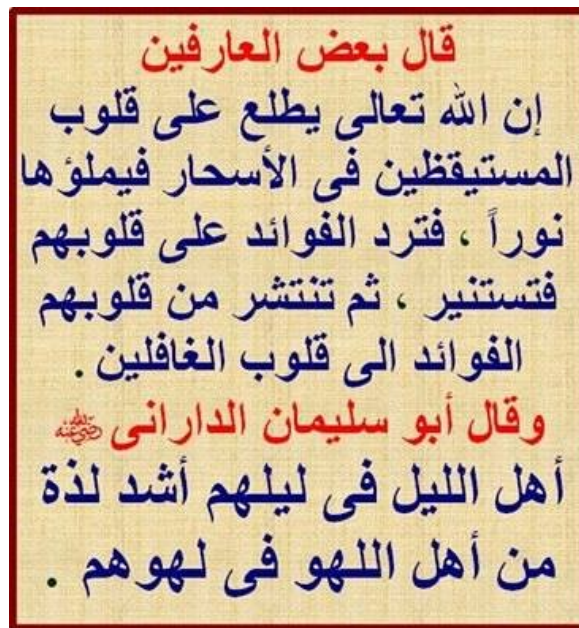 قال بعض العارفين
إن الله تعالى يطلع على قلوب
المستيقظين فى الأسحار فيملؤها
نوراً ، فترد الفوائد على قلوبهم
فتستنير ، ثم تنتشر من قلوبهم
الفوائد الى قلوب الغافلين .
وقال أبو سليمان الدارانى رضي الله عنه
أهل الليل فى ليلهم أشد لذة
من أهل اللهو فى لهوهم .